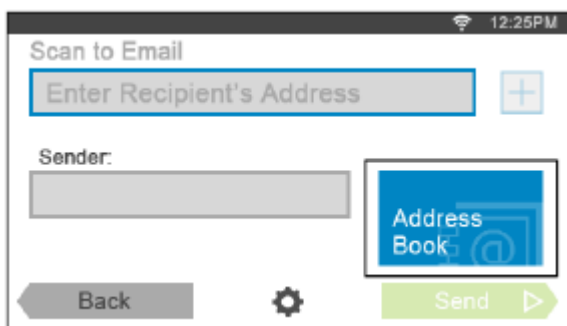 12:25PM
Scan to Email
Enter Recipient's Address
Sender:
Address
Book
Back
Send